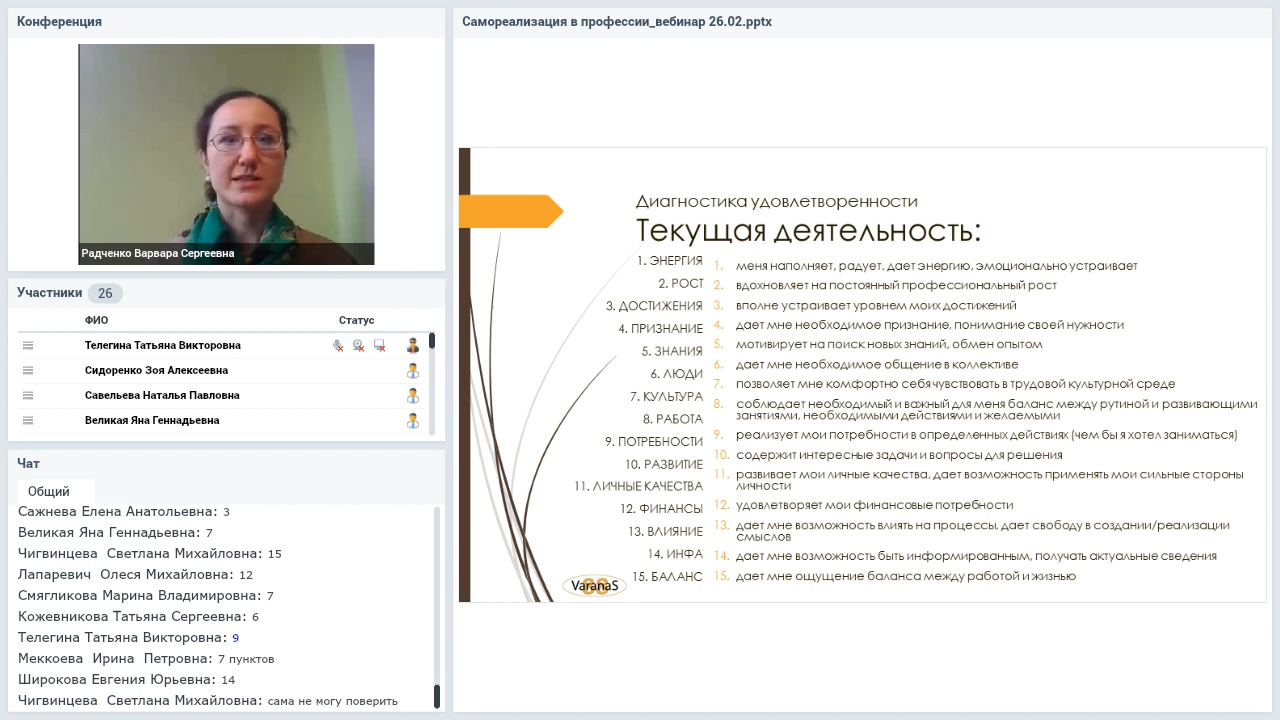 Конференция
Радченко Варвара Сергеевна
Участники 26
ФИО Статус
Телегина Татьяна Викторовна
Сидоренко Зоя Алексеевна
Савельева Наталья Павловна
Великая Яна Геннадьевна
Чат
Общий
Сажнева Елена Анатольевна: 3
Великая Яна Геннадьевна: 7
Чигвинцева Светлана Михайловна: 15
Лапаревич Олеся Михайловна: 12
Смягликова Марина Владимировна: 7
Кожевникова Татьяна Сергеевна: 6
Телегина Татьяна Викторовна: 9
Меккоева Ирина Петровна: 7 пунктов
Широкова Евгения Юрьевна: 14
Чигвинцева Светлана Михайловна: сама не могу поверить
Самореализация в профессии_вебинар 26.02.pptx
Диагностика удовлетворенности
Текущая деятельность:
1. ЭНЕРГИЯ
2. РОСТ
3. ДОСТИЖЕНИЯ
4. ПРИЗНАНИЕ
5. ЗНАНИЯ
6. ЛЮДИ
7. КУЛЬТУРА
8. РАБОТА
9. ПОТРЕБНОСТИ
10. РАЗВИТИЕ
11. ЛИЧНЫЕ КАЧЕСТВА
12. ФИНАНСЫ
13. ВЛИЯНИЕ
14. ИНФА
15. БАЛАНС
1. меня наполняет, радует, дает энергию, эмоционально устраивает
2. вдохновляет на постоянный профессиональный рост
3. вполне устраивает уровнем моих достижений
4. дает мне необходимое признание, понимание своей нужности
5. мотивирует на поиск новых знаний, обмен опытом
6. дает мне необходимое общение в коллективе
7. позволяет мне комфортно себя чувствовать в трудовой культурной среде
8. соблюдает необходимый и важный для меня баланс между рутиной и развивающими
занятиями, необходимыми действиями и желаемыми
9. реализует мои потребности в определенных действиях (чем бы я хотел заниматься)
10. содержит интересные задачи и вопросы для решения
11. развивает мои личные качества, дает возможность применять мои сильные стороны
личности
12. удовлетворяет мои финансовые потребности
13. дает мне возможность влиять на процессы, дает свободу в создании/реализации
смыслов
14. дает мне возможность быть информированным, получать актуальные сведения
15. дает мне ощущение баланса между работой и жизнью
VaranaS